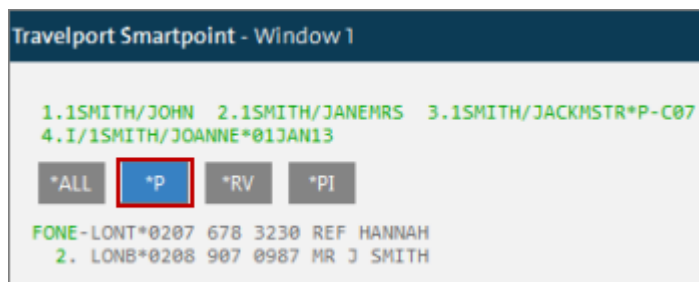 Travelport Smartpoint - Window 1
1.1SMITH/JOHN 2.1SMITH/JANEMRS 3.1SMITH/JACKMSTR*P-C07
4.I/1SMITH/JOANNE*01JAN13
*ALL *P *RV *PI
FONE-LONT*0207 678 3230 REF HANNAH
2. LONB*0208 907 0987 MR J SMITH